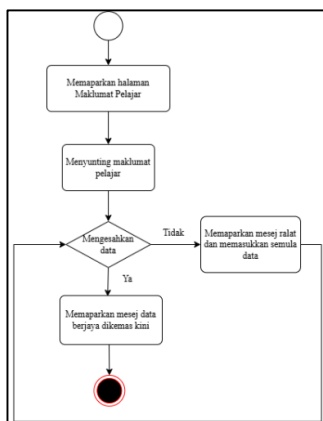 Memaparkan halaman
Maklumat Pelajar
Menyunting maklumat
pelajar
Mengesahkan
data
Tidak
Memaparkan mesej ralat
dan memasukkan semula
data
Ya
Memaparkan mesej data
berjaya dikemas kini